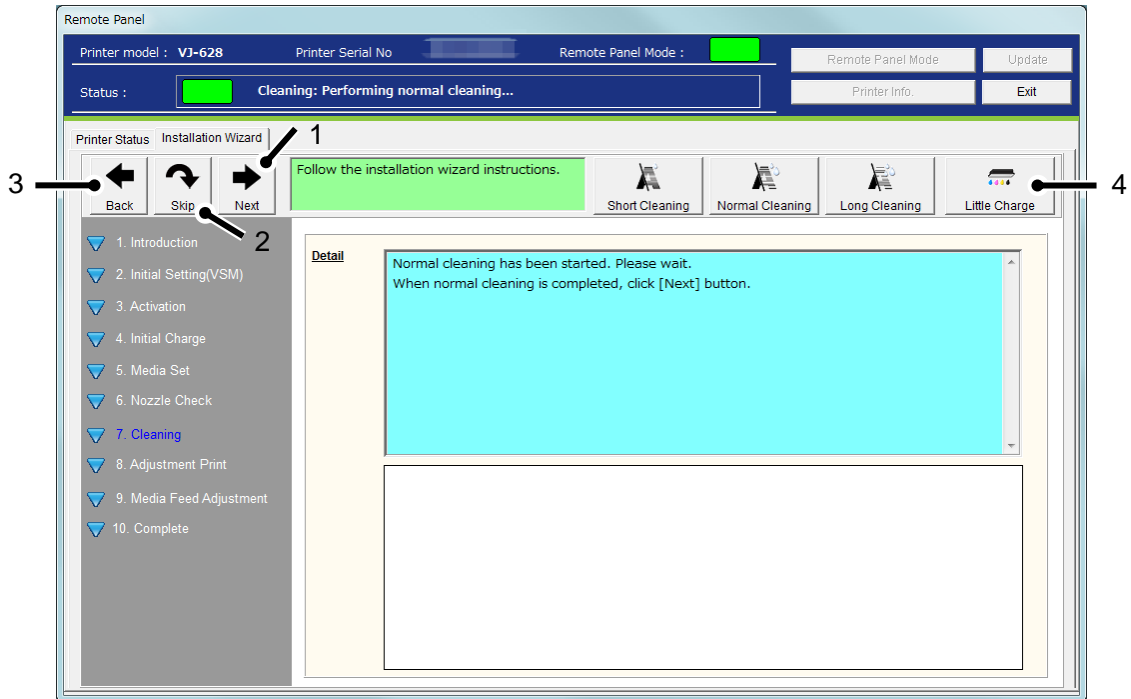 Remote Panel
Printer model : VJ-628 Printer Serial No Remote Panel Mode :
Remote Panel Mode Update
Status : Cleaning: Performing normal cleaning...
Printer Info. Exit
Printer Status Installation Wizard
1
Follow the installation wizard instructions.
3
Back Skip Next
Short Cleaning Normal Cleaning Long Cleaning Little Charge
4
2
1. Introduction
2. Initial Setting(VSM)
3. Activation
4. Initial Charge
5. Media Set
6. Nozzle Check
7. Cleaning
8. Adjustment Print
9. Media Feed Adjustment
10. Complete
Detail
Normal cleaning has been started. Please wait.
When normal cleaning is completed, click [Next] button.